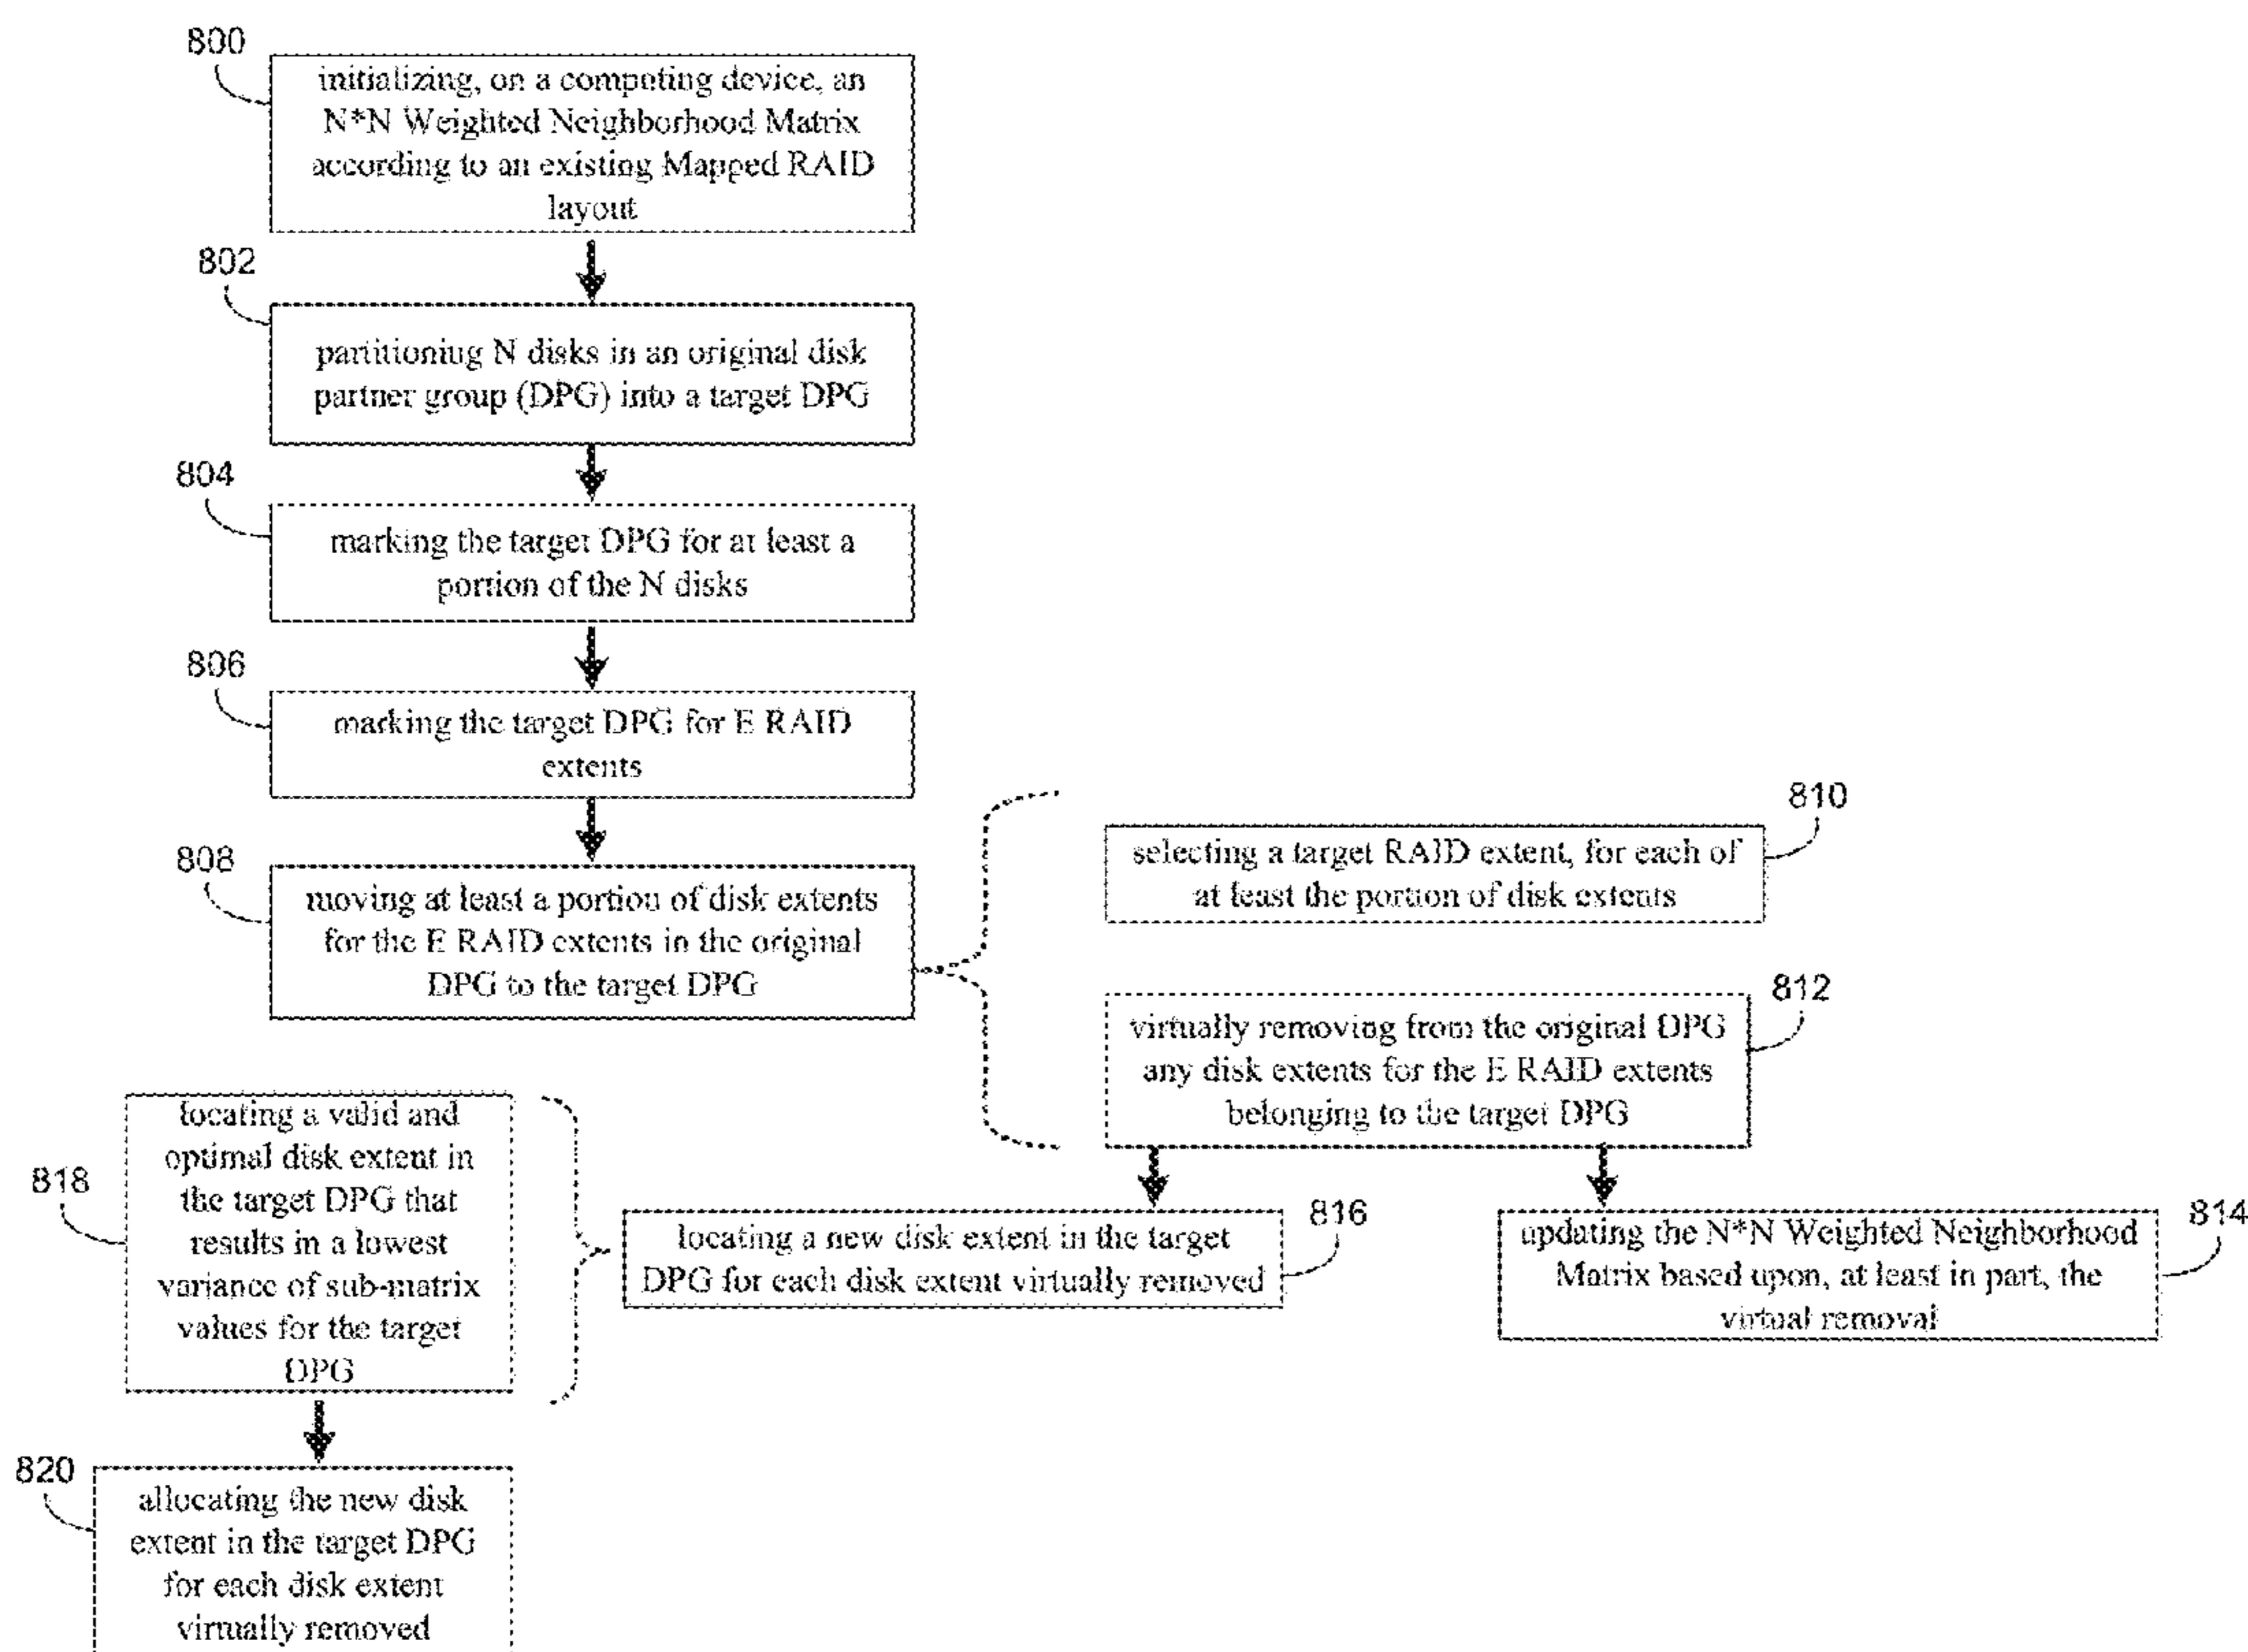 800
initializing, on a computing device, an
N*N Weighted Neighborhood Matrix
according to an existing Mapped RAID
layout
802
partitioning N disks in an original disk
partner group (DPG) into a target DPG
804
marking the target DPG for at least a
portion of the N disks
806
marking the target DPG for E RAID
extents
808
moving at least a portion of disk extents
for the E RAID extents in the original
DPG to the target DPG
810
selecting a target RAID extent, for each of
at least the portion of disk extents
812
virtually removing from the original DPG
any disk extents for the E RAID extents
belonging to the target DPG
814
updating the N*N Weighted Neighborhood
Matrix based upon, at least in part, the
virtual removal
816
locating a new disk extent in the target
DPG for each disk extent virtually removed
818
locating a valid and
optimal disk extent in
the target DPG that
results in a lowest
variance of sub-matrix
values for the target
DPG
820
allocating the new disk
extent in the target DPG
for each disk extent
virtually removed